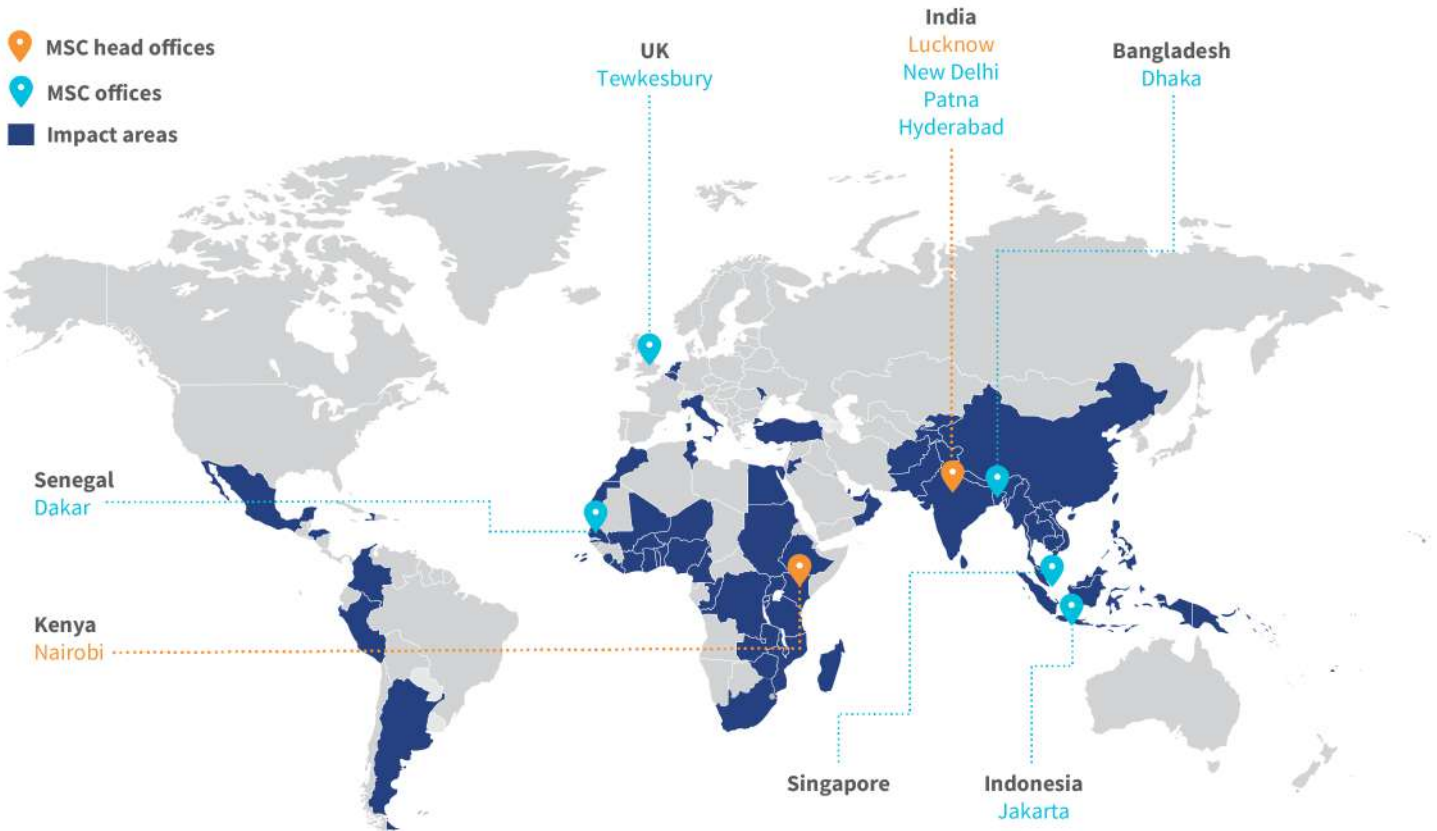 MSC head offices
MSC offices
Impact areas
UK
Tewkesbury
India
Lucknow
New Delhi
Patna
Hyderabad
Bangladesh
Dhaka
Senegal
Dakar
Kenya
Nairobi
Singapore
Indonesia
Jakarta